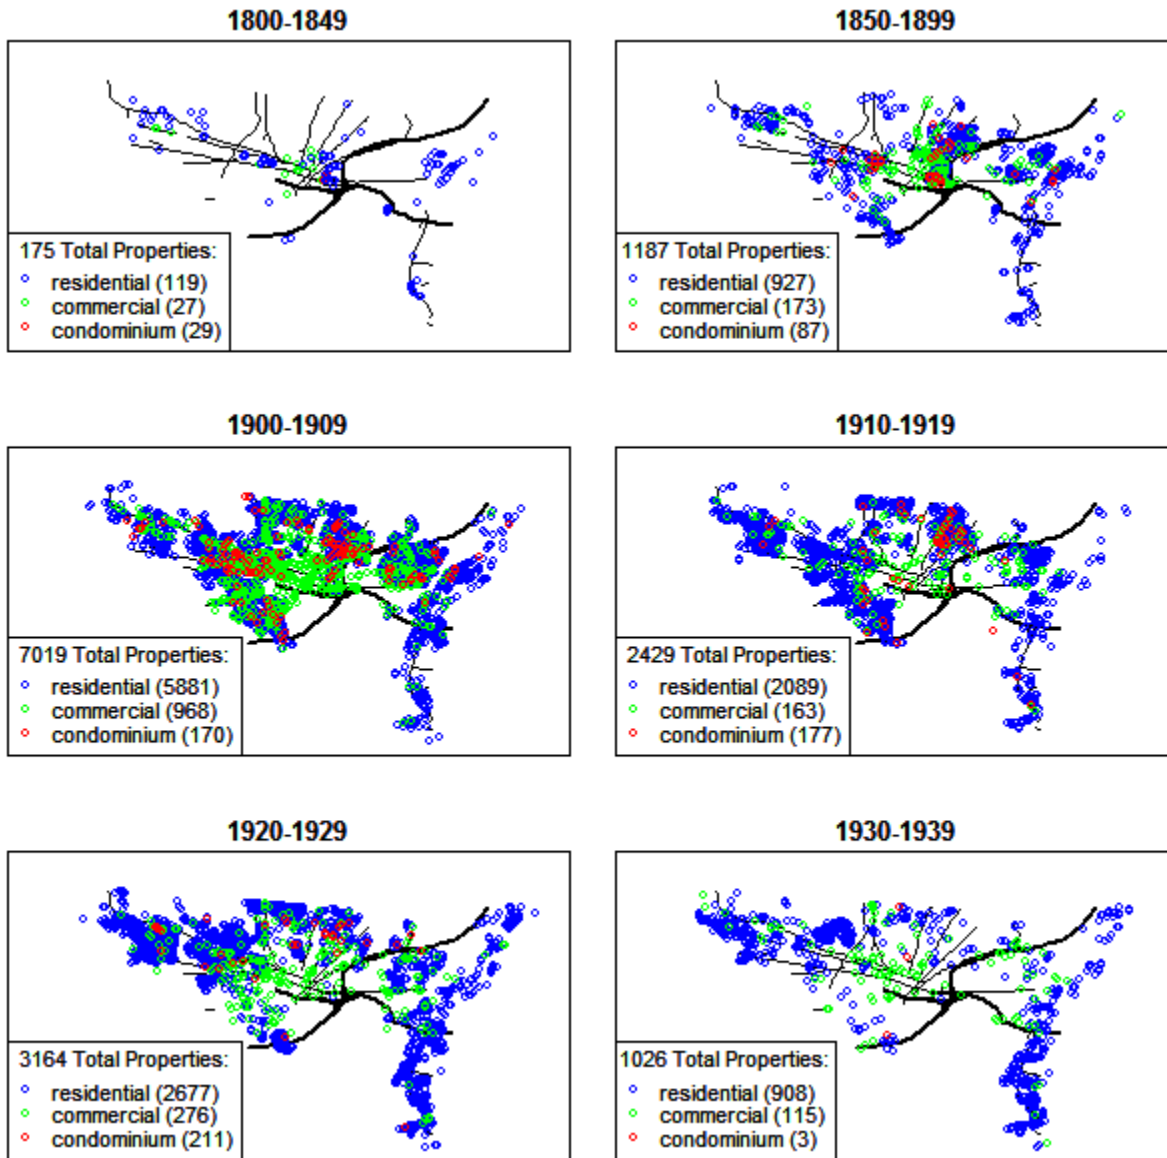 1800-1849
175 Total Properties:
residential (119)
commercial (27)
condominium (29)
1850-1899
1187 Total Properties:
residential (927)
commercial (173)
condominium (87)
1900-1909
7019 Total Properties:
residential (5881)
commercial (968)
condominium (170)
1910-1919
2429 Total Properties:
residential (2089)
commercial (163)
condominium (177)
1920-1929
3164 Total Properties:
residential (2677)
commercial (276)
condominium (211)
1930-1939
1026 Total Properties:
residential (908)
commercial (115)
condominium (3)